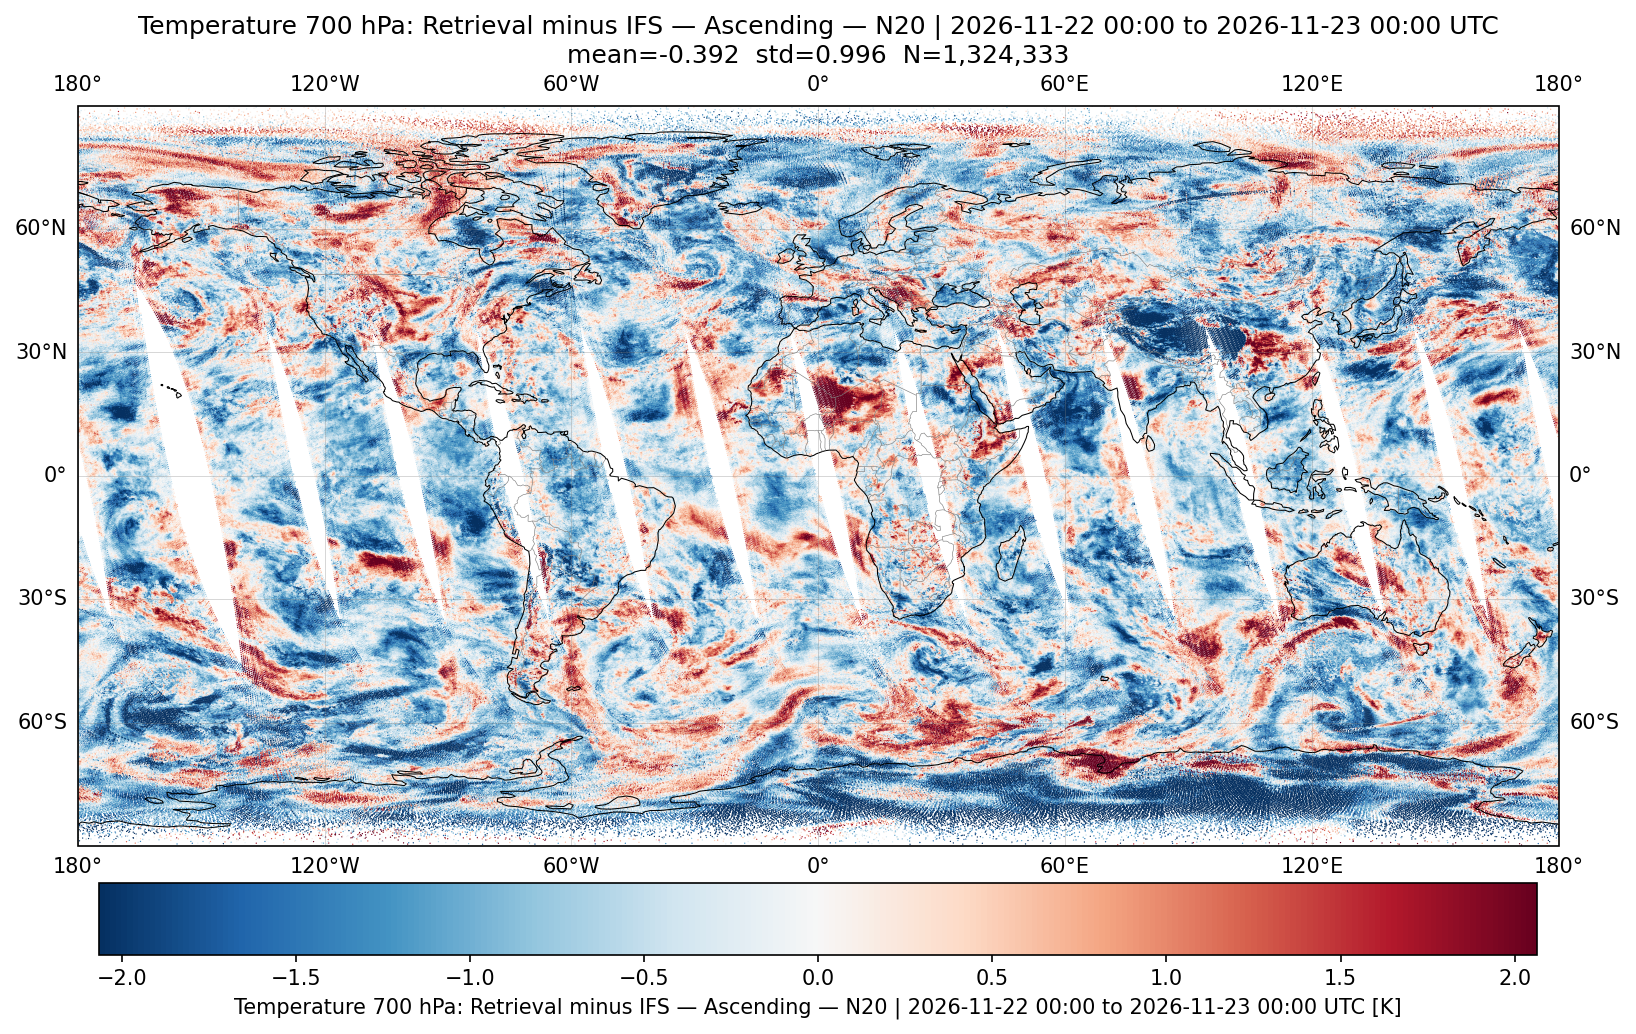 Temperature 700 hPa: Retrieval minus IFS — Ascending — N20 | 2026-11-22 00:00 to 2026-11-23 00:00 UTC
mean=-0.392  std=0.996  N=1,324,333
180° 120°W 60°W 0° 60°E 120°E 180°
60°N 60°N
30°N 30°N
0° 0°
30°S 30°S
60°S 60°S
180° 120°W 60°W 0° 60°E 120°E 180°
−2.0 −1.5 −1.0 −0.5 0.0 0.5 1.0 1.5 2.0
Temperature 700 hPa: Retrieval minus IFS — Ascending — N20 | 2026-11-22 00:00 to 2026-11-23 00:00 UTC [K]